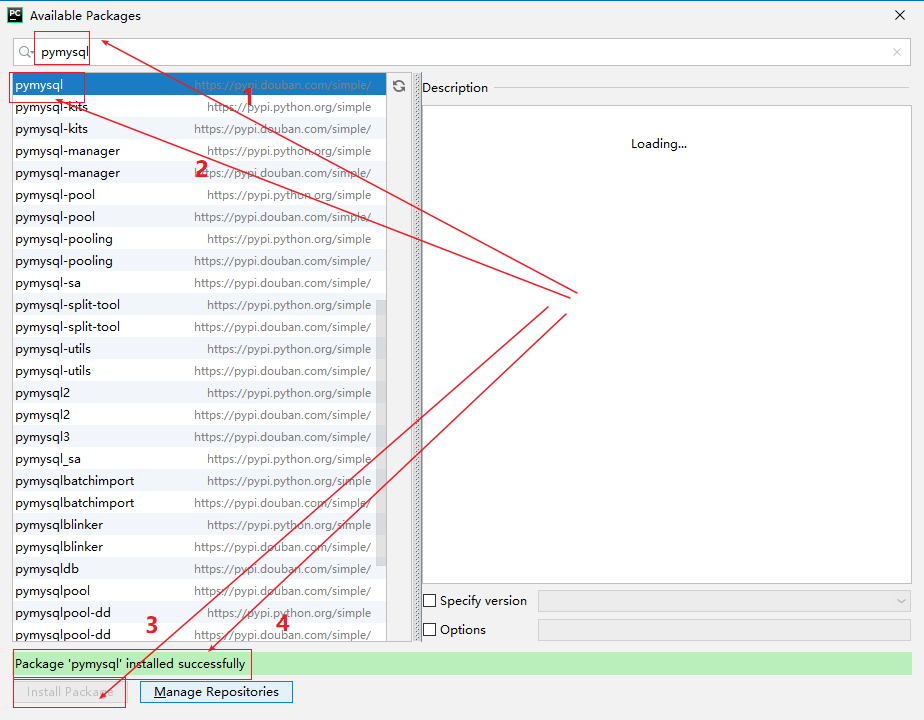 PC Available Packages
pymysql
pymysql https://pypi.douban.com/simple/
pymysql-kits https://pypi.python.org/simple
pymysql-kits https://pypi.douban.com/simple/
pymysql-manager https://pypi.python.org/simple
pymysql-manager https://pypi.douban.com/simple/
pymysql-pool https://pypi.python.org/simple
pymysql-pool https://pypi.douban.com/simple/
pymysql-pooling https://pypi.python.org/simple
pymysql-pooling https://pypi.douban.com/simple/
pymysql-sa https://pypi.douban.com/simple/
pymysql-split-tool https://pypi.python.org/simple
pymysql-split-tool https://pypi.douban.com/simple/
pymysql-utils https://pypi.python.org/simple
pymysql-utils https://pypi.douban.com/simple/
pymysql2 https://pypi.python.org/simple
pymysql2 https://pypi.douban.com/simple/
pymysql3 https://pypi.douban.com/simple/
pymysql_sa https://pypi.python.org/simple
pymysqlbatchimport https://pypi.python.org/simple
pymysqlbatchimport https://pypi.douban.com/simple/
pymysqlblinker https://pypi.python.org/simple
pymysqlblinker https://pypi.douban.com/simple/
pymysqldb https://pypi.douban.com/simple/
pymysqlpool https://pypi.douban.com/simple/
pymysqlpool-dd https://pypi.python.org/simple
pymysqlpool-dd https://pypi.douban.com/simple/
1
2
3
4
Description
Loading...
Specify version
Options
Package 'pymysql' installed successfully
Install Package
Manage Repositories